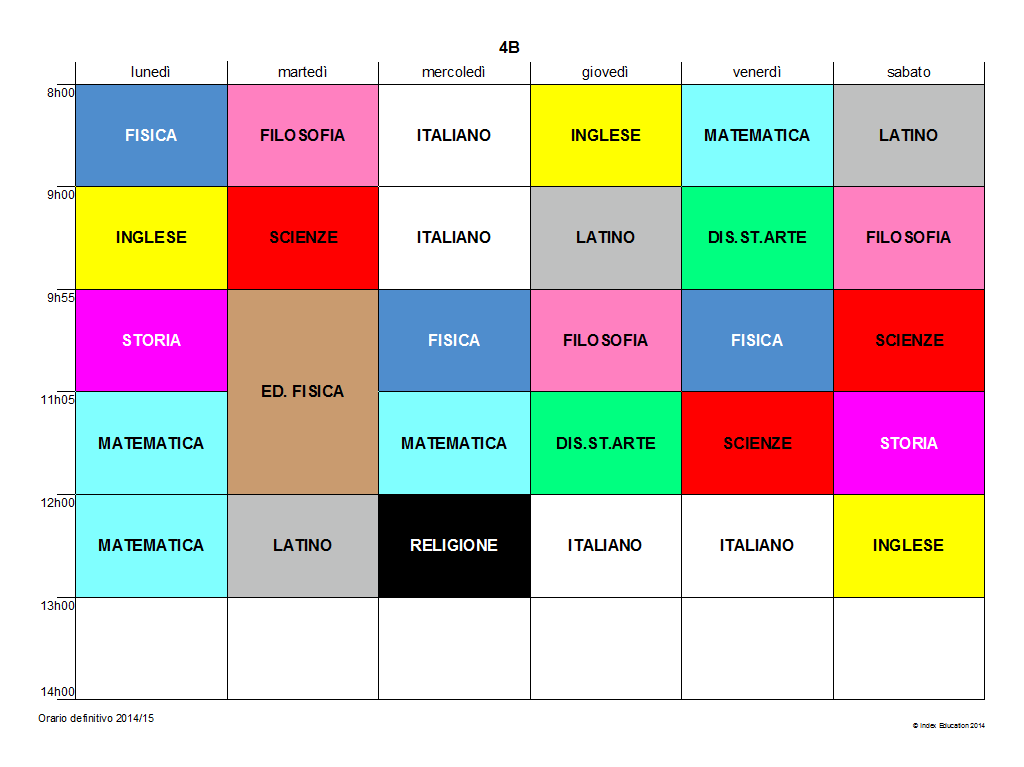 4B
lunedì martedì mercoledì giovedì venerdì sabato
8h00
FISICA FILOSOFIA ITALIANO INGLESE MATEMATICA LATINO
9h00
INGLESE SCIENZE ITALIANO LATINO DIS.ST.ARTE FILOSOFIA
9h55
STORIA FISICA FILOSOFIA FISICA SCIENZE
ED. FISICA
11h05
MATEMATICA MATEMATICA DIS.ST.ARTE SCIENZE STORIA
12h00
MATEMATICA LATINO RELIGIONE ITALIANO ITALIANO INGLESE
13h00
14h00
Orario definitivo 2014/15
© Index Education 2014